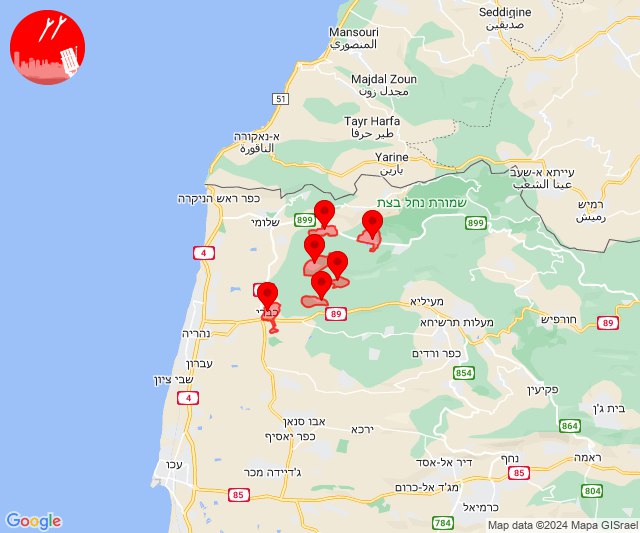 Seddigine
صديقين
Mansouri
المنصوري
Majdal Zoun
مجدل زون
51
Tayr Harfa
طير حرفا
א-נאקורה
الناقورة
Yarine
يارين
עייתא א-שעב
عيتا الشعب
רמיש
رميش
כפר ראש הניקרה
שמורת נחל בצת
שלומי
899
899
4
כברי
מעיליא
89
חורפיש
89
מעלות תרשיחא
נהריה
כפר ורדים
עברון
854
שבי ציון
4
פקיעין
בית ג'ן
אבו סנאן
ירכא
864
כפר יאסיף
עכו
ג'דיידה מכר
דיר אל-אסד
נחף
ראמה
85
85
מג'ד אל-כרום
804
כרמיאל
784
Google
Map data ©2024 Mapa GISrael